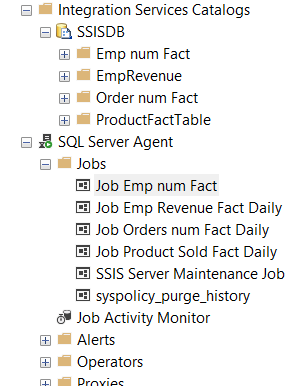 Integration Services Catalogs
SSISDB
Emp num Fact
EmpRevenue
Order num Fact
ProductFactTable
SQL Server Agent
Jobs
Job Emp num Fact
Job Emp Revenue Fact Daily
Job Orders num Fact Daily
Job Product Sold Fact Daily
SSIS Server Maintenance Job
syspolicy_purge_history
Job Activity Monitor
Alerts
Operators
Proxies